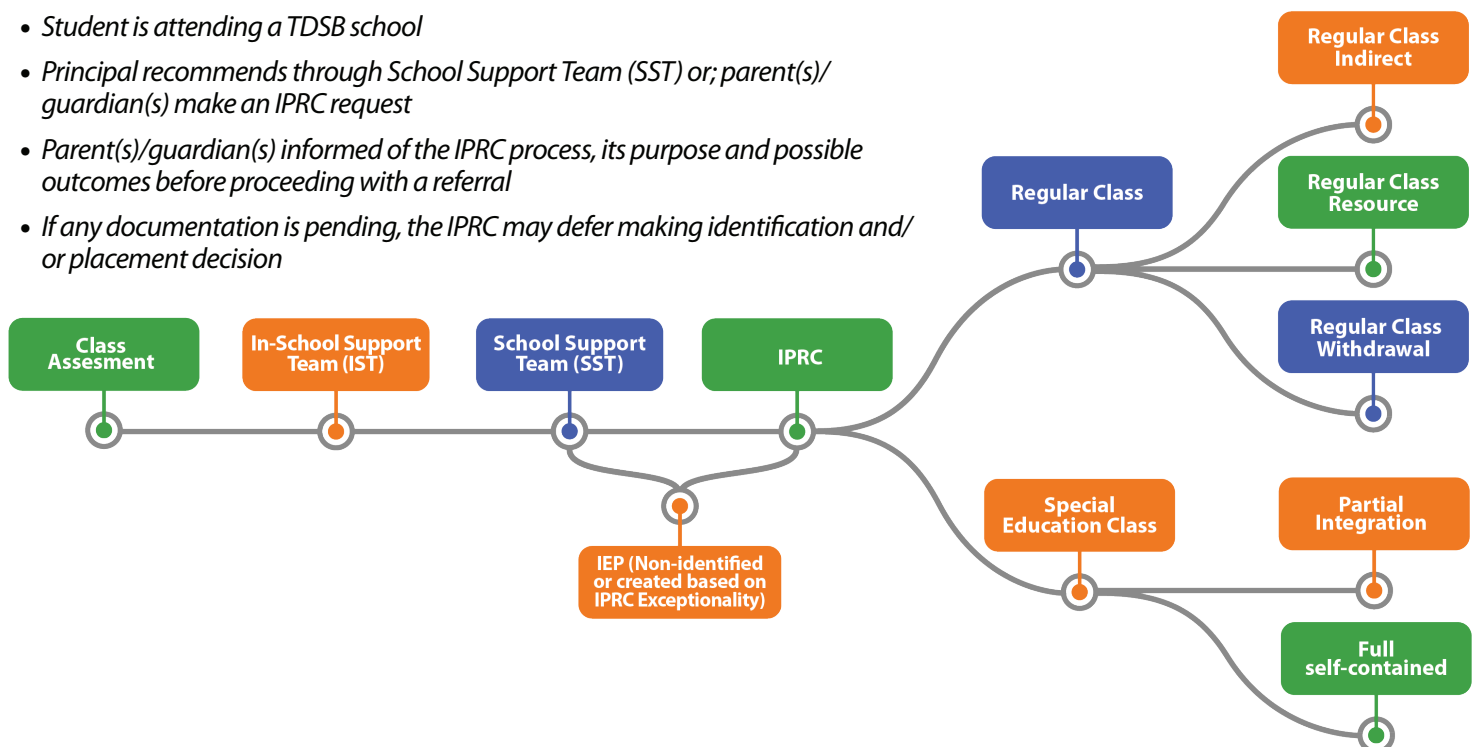 • Student is attending a TDSB school
• Principal recommends through School Support Team (SST) or; parent(s)/
guardian(s) make an IPRC request
• Parent(s)/guardian(s) informed of the IPRC process, its purpose and possible
outcomes before proceeding with a referral
• If any documentation is pending, the IPRC may defer making identification and/
or placement decision
Class
Assesment
In-School Support
Team (IST)
School Support
Team (SST)
IPRC
IEP (Non-identified
or created based on
IPRC Exceptionality)
Regular Class
Regular Class
Indirect
Regular Class
Resource
Regular Class
Withdrawal
Special
Education Class
Partial
Integration
Full
self-contained